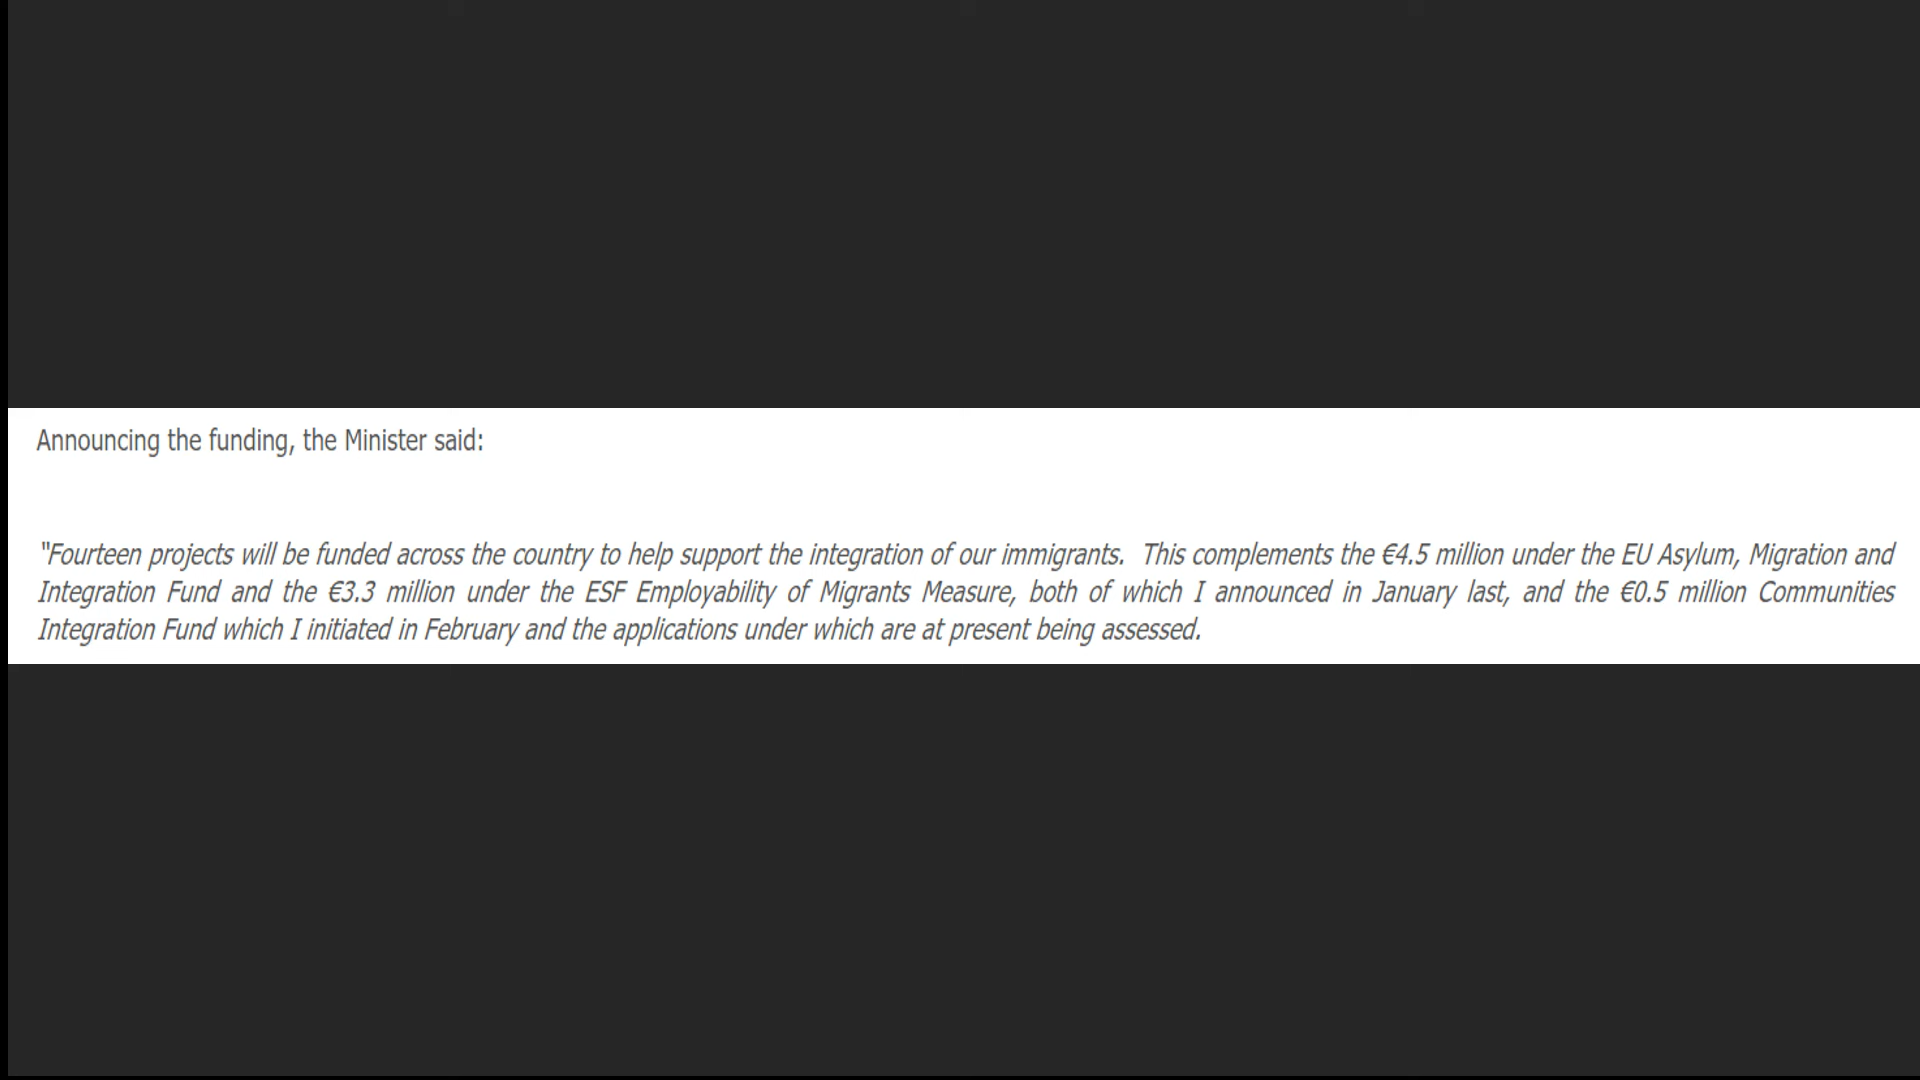 Announcing the funding, the Minister said:
“Fourteen projects will be funded across the country to help support the integration of our immigrants.  This complements the €4.5 million under the EU Asylum, Migration and
Integration Fund and the €3.3 million under the ESF Employability of Migrants Measure, both of which I announced in January last, and the €0.5 million Communities
Integration Fund which I initiated in February and the applications under which are at present being assessed.